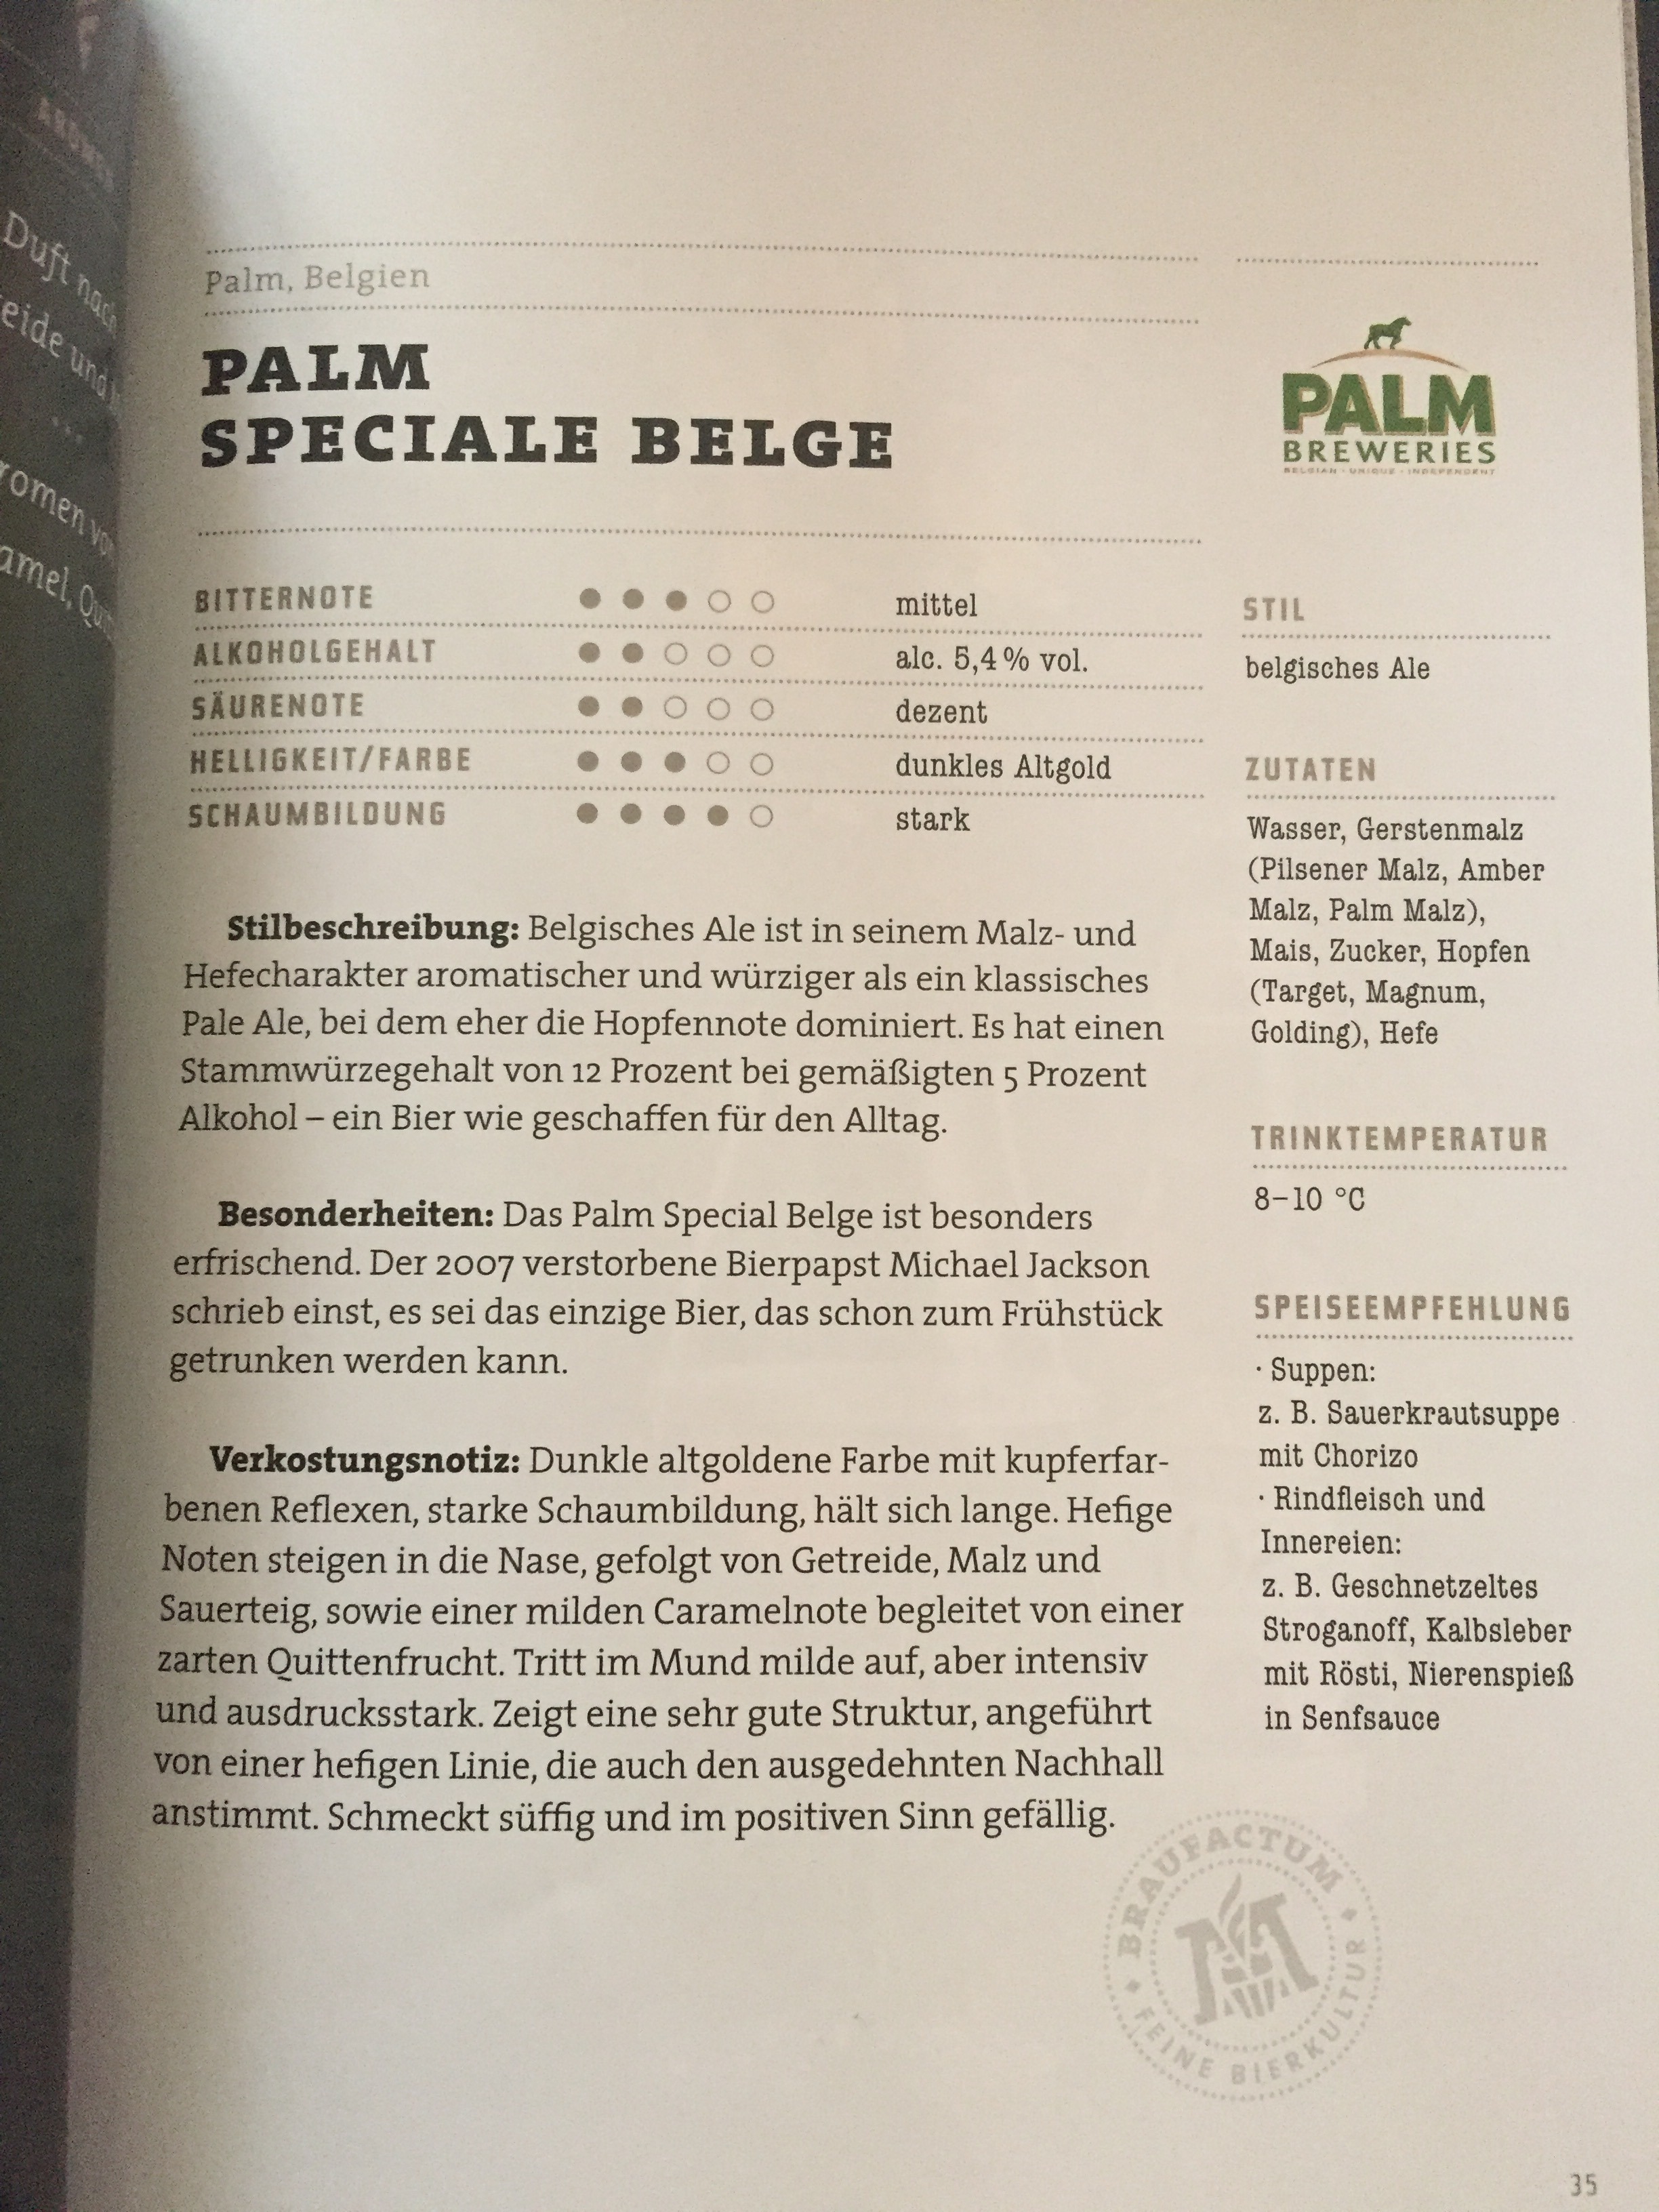 Duft nach
Palm, Belgien
PALM
SPECIALE BELGE
PALM
BREWERIES
BELGIAN · UNIQUE · INDEPENDENT
BITTERNOTE mittel
ALKOHOLGEHALT alc. 5,4 % vol.
SÄURENOTE dezent
HELLIGKEIT/FARBE dunkles Altgold
SCHAUMBILDUNG stark
Stilbeschreibung: Belgisches Ale ist in seinem Malz- und
Hefecharakter aromatischer und würziger als ein klassisches
Pale Ale, bei dem eher die Hopfennote dominiert. Es hat einen
Stammwürzegehalt von 12 Prozent bei gemäßigten 5 Prozent
Alkohol – ein Bier wie geschaffen für den Alltag.
Besonderheiten: Das Palm Special Belge ist besonders
erfrischend. Der 2007 verstorbene Bierpapst Michael Jackson
schrieb einst, es sei das einzige Bier, das schon zum Frühstück
getrunken werden kann.
Verkostungsnotiz: Dunkle altgoldene Farbe mit kupferfar-
benen Reflexen, starke Schaumbildung, hält sich lange. Hefige
Noten steigen in die Nase, gefolgt von Getreide, Malz und
Sauerteig, sowie einer milden Caramelnote begleitet von einer
zarten Quittenfrucht. Tritt im Mund milde auf, aber intensiv
und ausdrucksstark. Zeigt eine sehr gute Struktur, angeführt
von einer hefigen Linie, die auch den ausgedehnten Nachhall
anstimmt. Schmeckt süffig und im positiven Sinn gefällig.
STIL
belgisches Ale
ZUTATEN
Wasser, Gerstenmalz
(Pilsener Malz, Amber
Malz, Palm Malz),
Mais, Zucker, Hopfen
(Target, Magnum,
Golding), Hefe
TRINKTEMPERATUR
8–10 °C
SPEISEEMPFEHLUNG
· Suppen:
z. B. Sauerkrautsuppe
mit Chorizo
· Rindfleisch und
Innereien:
z. B. Geschnetzeltes
Stroganoff, Kalbsleber
mit Rösti, Nierenspieß
in Senfsauce
BRAUFACTUM
FEINE BIERKULTUR
35